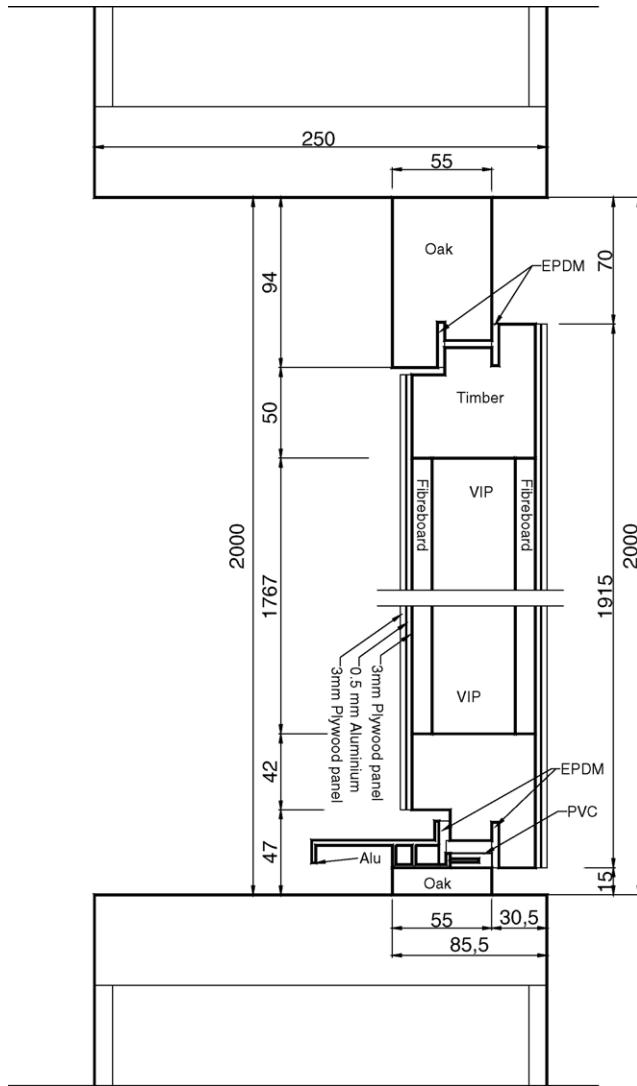 250
55
Oak
EPDM
94
70
50
Timber
Fibreboard
VIP
Fibreboard
2000
1767
1915
2000
3mm Plywood panel
0.5 mm Aluminium
3mm Plywood panel
VIP
42
EPDM
PVC
47
Alu
Oak
15
55
30,5
85,5